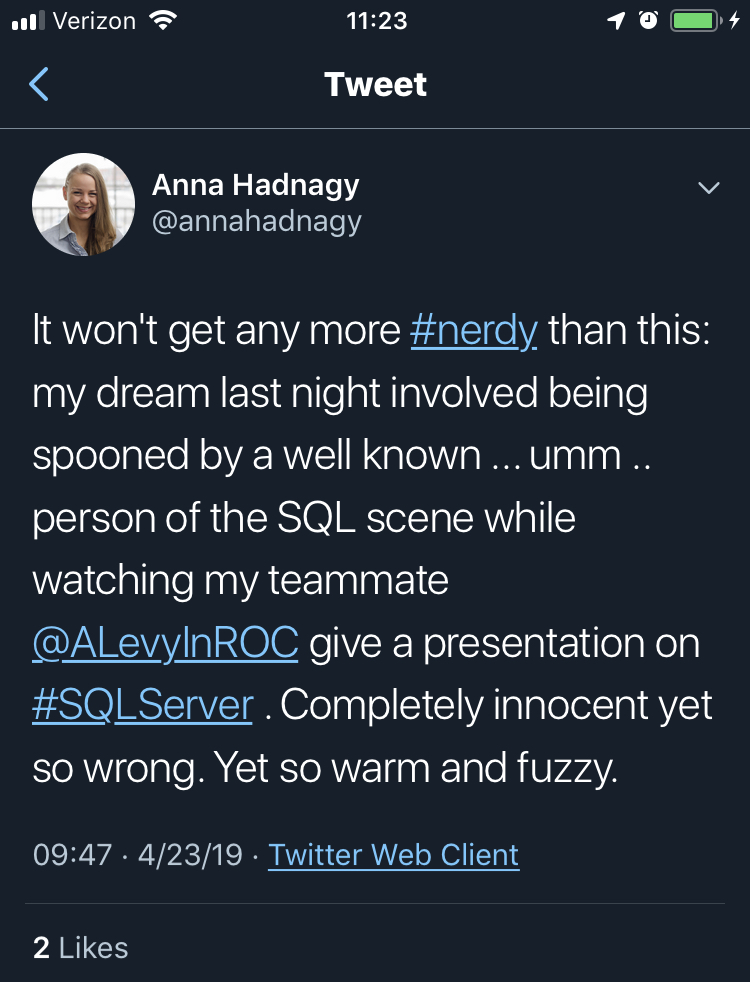 Verizon 11:23
Tweet
Anna Hadnagy
@annahadnagy
It won't get any more #nerdy than this:
my dream last night involved being
spooned by a well known ... umm ..
person of the SQL scene while
watching my teammate
@ALevyInROC give a presentation on
#SQLServer . Completely innocent yet
so wrong. Yet so warm and fuzzy.
09:47 · 4/23/19 · Twitter Web Client
2 Likes